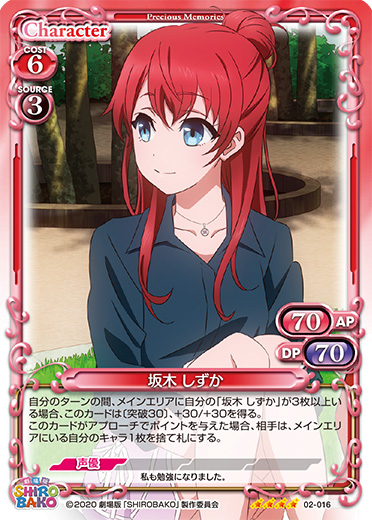 Precious Memories
Character
COST
6
SOURCE
3
70 AP
DP 70
坂木 しずか
自分のターンの間、メインエリアに自分の「坂木 しずか」が3枚以上い
る場合、このカードは〔突破30〕、+30/+30を得る。
このカードがアプローチでポイントを与えた場合、相手は、メインエ
リアにいる自分のキャラ1枚を捨て札にする。
声優
私も勉強になりました。
劇場版
SHIRO
BAKO
©2020 劇場版「SHIROBAKO」製作委員会
02-016